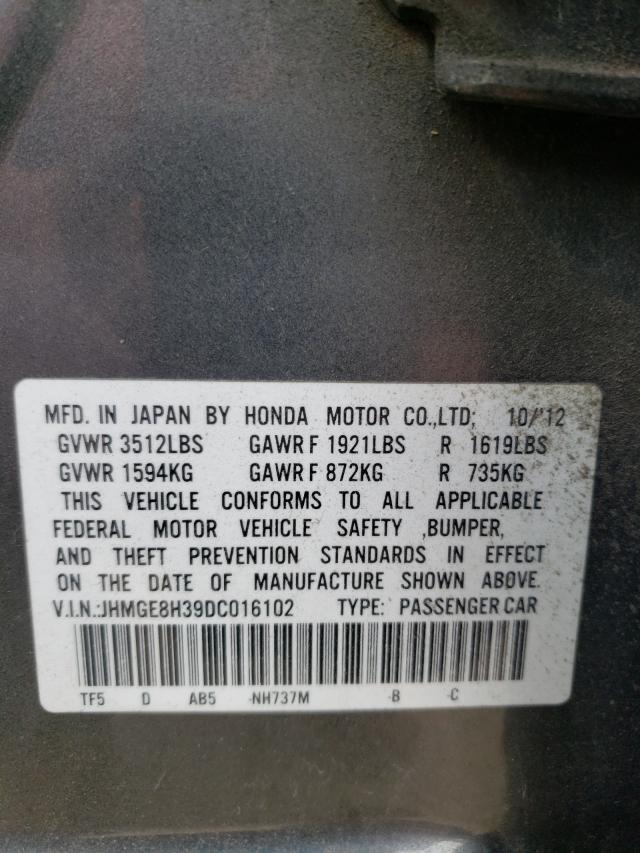 MFD. IN JAPAN BY HONDA MOTOR CO.,LTD; 10/'12
GVWR 3512LBS GAWR F 1921LBS R 1619LBS
GVWR 1594KG GAWR F 872KG R 735KG
THIS VEHICLE CONFORMS TO ALL APPLICABLE
FEDERAL MOTOR VEHICLE SAFETY ,BUMPER,
AND THEFT PREVENTION STANDARDS IN EFFECT
ON THE DATE OF MANUFACTURE SHOWN ABOVE.
V.I.N.:JHMGE8H39DC016102 TYPE: PASSENGER CAR
TF5 D AB5 -NH737M -B -C